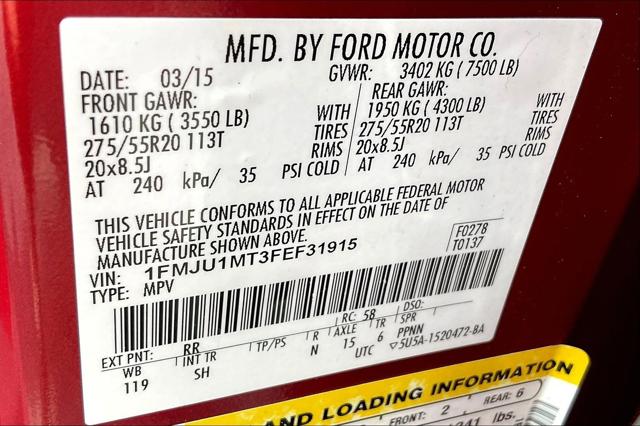 MFD. BY FORD MOTOR CO.
DATE: 03/15 GVWR: 3402 KG ( 7500 LB)
FRONT GAWR: REAR GAWR:
1610 KG ( 3550 LB) WITH 1950 KG ( 4300 LB) WITH
275/55R20 113T TIRES 275/55R20 113T TIRES
20x8.5J RIMS 20x8.5J RIMS
AT 240 kPa/ 35 PSI COLD AT 240 kPa/ 35 PSI COLD
THIS VEHICLE CONFORMS TO ALL APPLICABLE FEDERAL MOTOR
VEHICLE SAFETY STANDARDS IN EFFECT ON THE DATE OF
MANUFACTURE SHOWN ABOVE.
F0278
T0137
VIN: 1FMJU1MT3FEF31915
TYPE: MPV
EXT PNT: RR RC: 58 DSO:
WB INT TR TP/PS R AXLE TR SPR
119 SH N 15 6 PPNN
UTC ▽5U5A-1520472-8A
AND LOADING INFORMATION
FRONT: 2 REAR: 6
lbs.